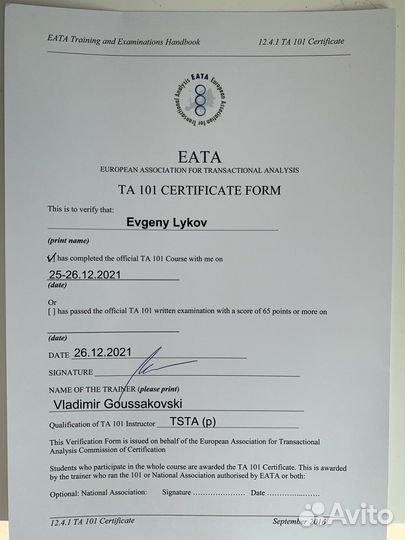 EATA Training and Examinations Handbook 12.4.1 TA 101 Certificate
EATA European Association for Transactional Analysis
EATA
EUROPEAN ASSOCIATION FOR TRANSACTIONAL ANALYSIS
TA 101 CERTIFICATE FORM
This is to verify that:
Evgeny Lykov
(print name)
[✓] has completed the official TA 101 Course with me on
25-26.12.2021
(date)
Or
[ ] has passed the official TA 101 written examination with a score of 65 points or more on
(date)
DATE 26.12.2021
SIGNATURE
NAME OF THE TRAINER (please print)
Vladimir Goussakovski
Qualification of TA 101 Instructor TSTA (p)
This Verification Form is issued on behalf of the European Association for Transactional
Analysis Commission of Certification
Students who participate in the whole course are awarded the TA 101 Certificate. This is awarded
by the trainer who ran the 101 or National Association authorised by EATA or both:
Optional: National Association: Signature ..................... Date ...................
12.4.1 TA 101 Certificate September 2016
Avito